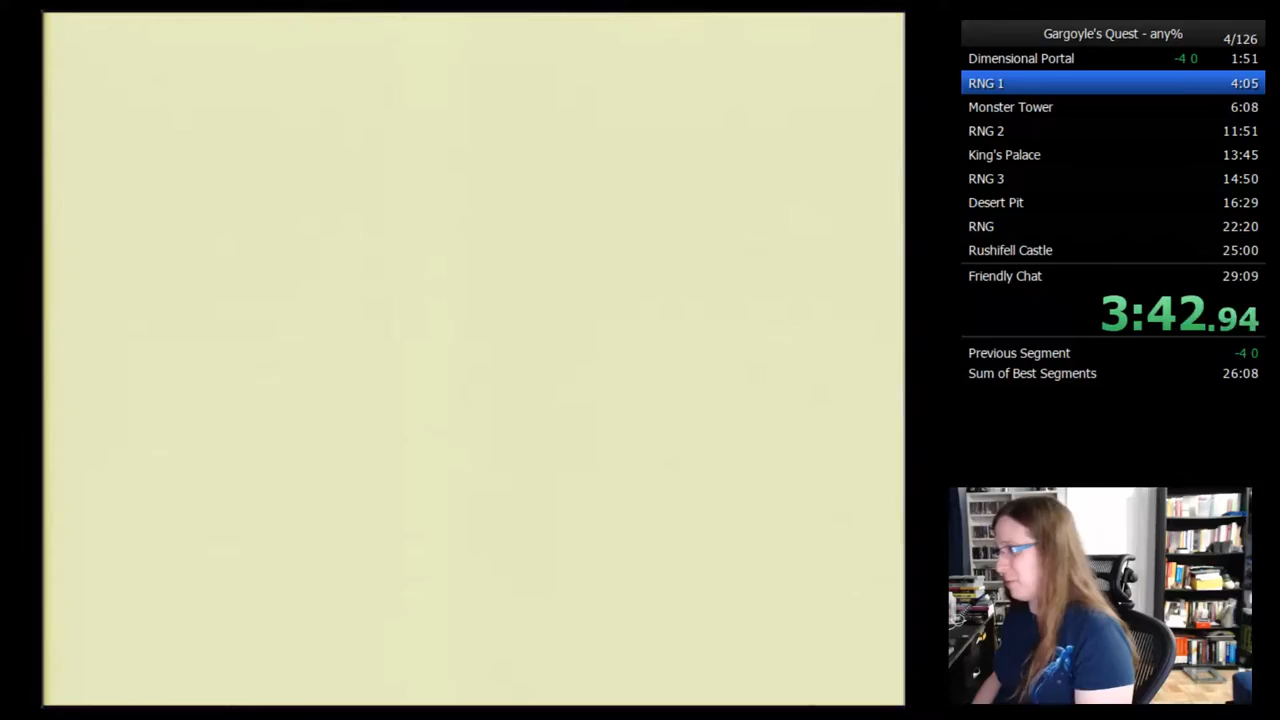 Gargoyle's Quest - any%
4/126
Dimensional Portal -4 0 1:51
RNG 1 4:05
Monster Tower 6:08
RNG 2 11:51
King's Palace 13:45
RNG 3 14:50
Desert Pit 16:29
RNG 22:20
Rushifell Castle 25:00
Friendly Chat 29:09
3:42.94
Previous Segment -4 0
Sum of Best Segments 26:08